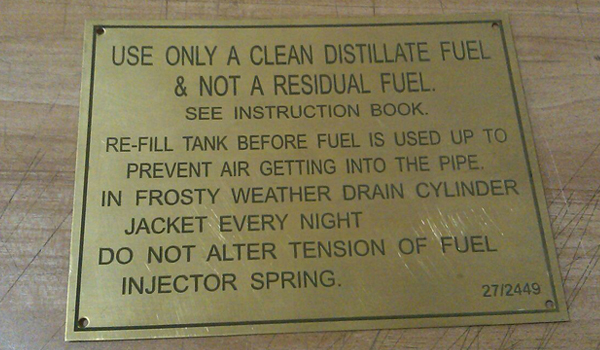 USE ONLY A CLEAN DISTILLATE FUEL
& NOT A RESIDUAL FUEL.
SEE INSTRUCTION BOOK.
RE-FILL TANK BEFORE FUEL IS USED UP TO
PREVENT AIR GETTING INTO THE PIPE.
IN FROSTY WEATHER DRAIN CYLINDER
JACKET EVERY NIGHT
DO NOT ALTER TENSION OF FUEL
INJECTOR SPRING.
27/2449